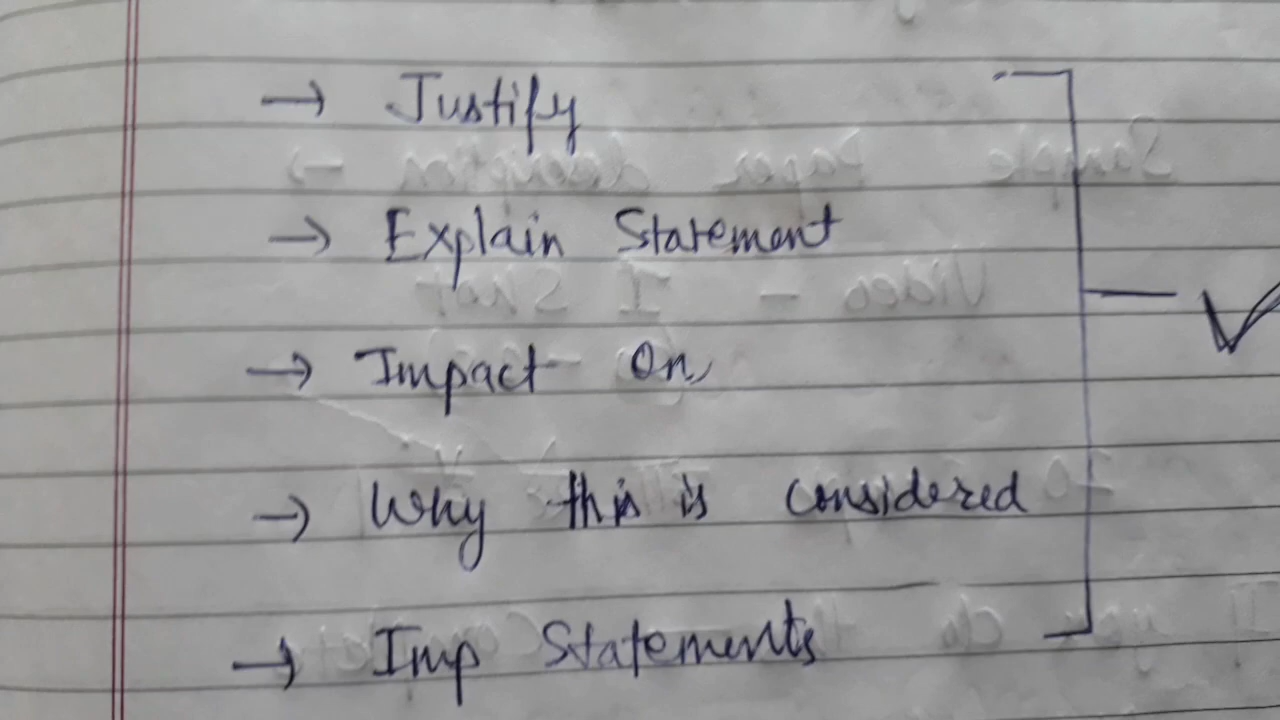 → Justify
→ Explain Statement
→ Impact On
→ Why this is considered
→ Imp Statements